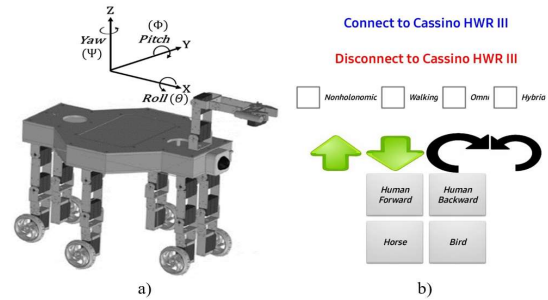 Z
Yaw
(Ψ)
(Φ)
Pitch
Y
X
Roll(θ)
a)
Connect to Cassino HWR III
Disconnect to Cassino HWR III
Nonholonomic
Walking
Omni
Hybrid
Human
Forward
Human
Backward
Horse
Bird
b)